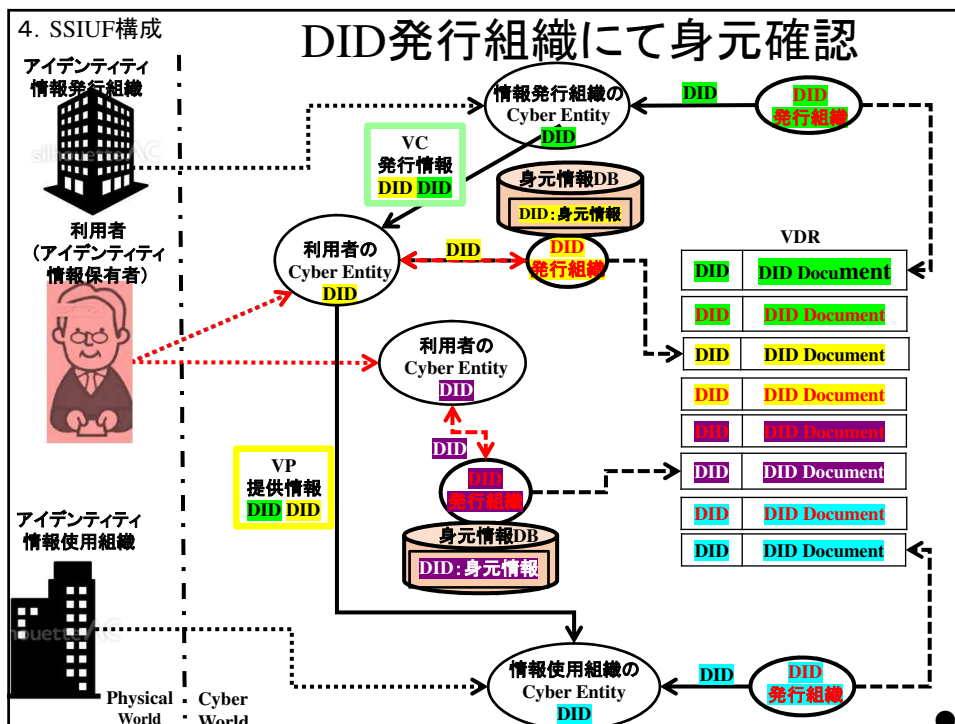 4．SSIUF構成
DID発行組織にて身元確認
アイデンティティ
情報発行組織
silhouetteAC
利用者
（アイデンティティ
情報保有者）
アイデンティティ
情報使用組織
houetteAC
Physical
World
Cyber
World
情報発行組織の
Cyber Entity
DID
DID
DID
発行組織
VC
発行情報
DID DID
身元情報DB
DID：身元情報
利用者の
Cyber Entity
DID
DID
DID
発行組織
利用者の
Cyber Entity
DID
DID
DID
発行組織
身元情報DB
DID：身元情報
VP
提供情報
DID DID
情報使用組織の
Cyber Entity
DID
DID
DID
発行組織
VDR
DID DID Document
DID DID Document
DID DID Document
DID DID Document
DID DID Document
DID DID Document
DID DID Document
DID DID Document